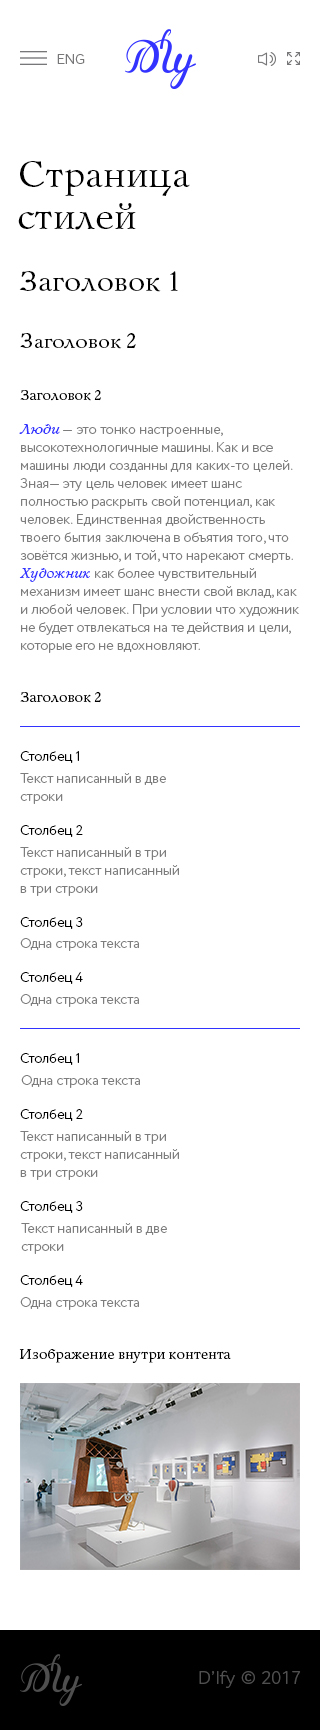 ENG
Dly
Страница
стилей
Заголовок 1
Заголовок 2
Заголовок 2
Люди — это тонко настроенные,
высокотехнологичные машины. Как и все
машины люди созданны для каких-то целей.
Зная— эту цель человек имеет шанс
полностью раскрыть свой потенциал, как
человек. Единственная двойственность
твоего бытия заключена в объятия того, что
зовётся жизнью, и той, что нарекают смерть.
Художник как более чувствительный
механизм имеет шанс внести свой вклад, как
и любой человек. При условии что художник
не будет отвлекаться на те действия и цели,
которые его не вдохновляют.
Заголовок 2
Столбец 1
Текст написанный в две
строки
Столбец 2
Текст написанный в три
строки, текст написанный
в три строки
Столбец 3
Одна строка текста
Столбец 4
Одна строка текста
Столбец 1
Одна строка текста
Столбец 2
Текст написанный в три
строки, текст написанный
в три строки
Столбец 3
Текст написанный в две
строки
Столбец 4
Одна строка текста
Изображение внутри контента
Dly
D'lfy © 2017